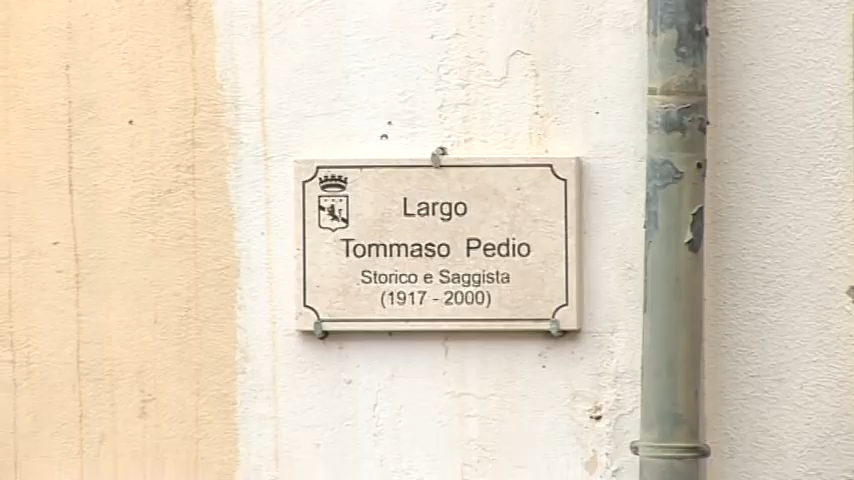 Largo
Tommaso Pedio
Storico e Saggista
(1917 - 2000)